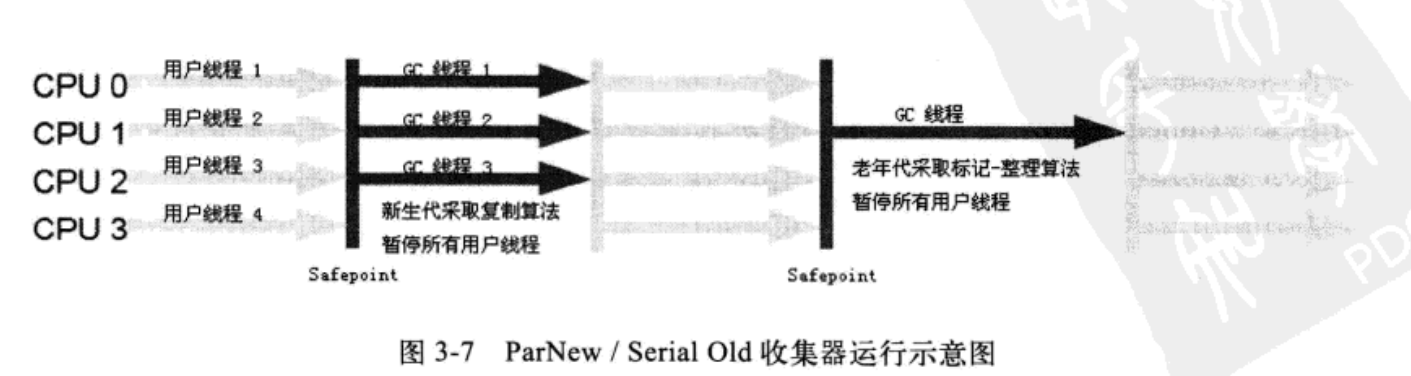 CPU 0 用户线程 1 GC 线程 1
CPU 1 用户线程 2 GC 线程 2 GC 线程
CPU 2 用户线程 3 GC 线程 3 老年代采取标记-整理算法
CPU 3 用户线程 4 新生代采取复制算法 暂停所有用户线程
暂停所有用户线程
Safepoint Safepoint
图 3-7 ParNew / Serial Old 收集器运行示意图